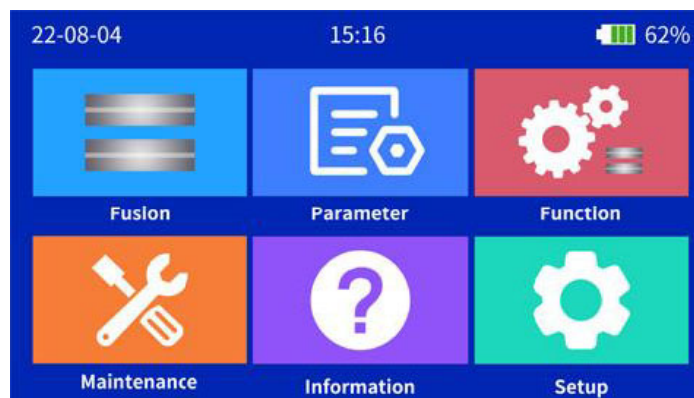 22-08-04 15:16 62%
Fusion Parameter Function
?
Maintenance Information Setup